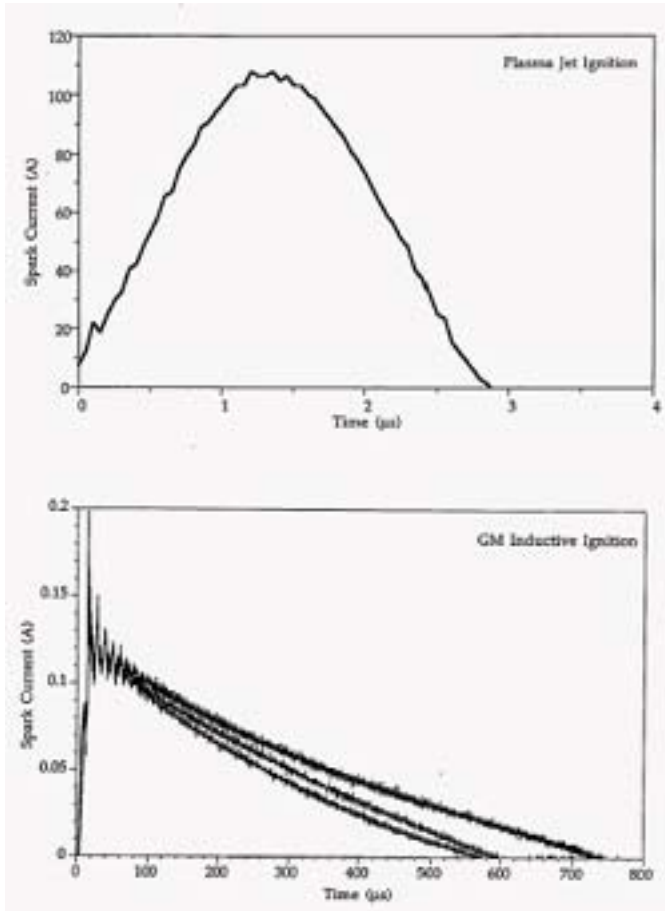 120
Plasma Jet Ignition
100
80
60
40
20
0
Spark Current (A)
0 1 2 3 4
Time (µs)
0.2
GM Inductive Ignition
0.15
0.1
0.05
0
Spark Current (A)
0 100 200 300 400 500 600 700 800
Time (µs)